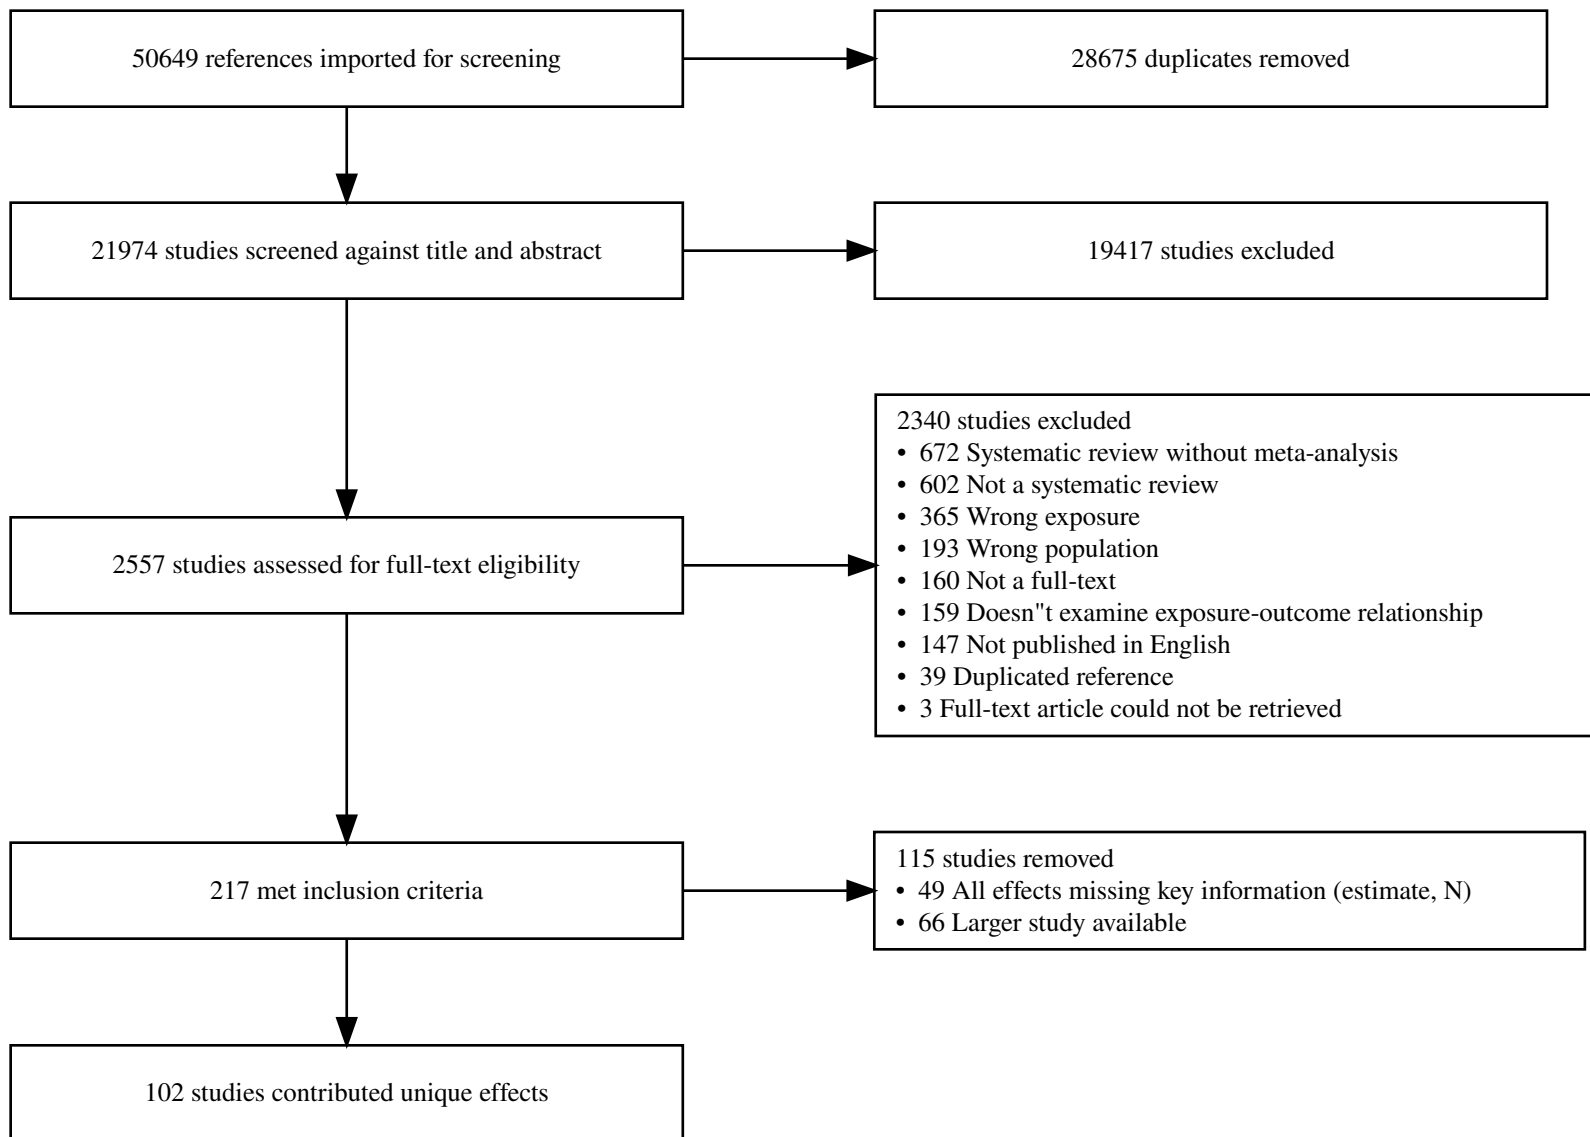 50649 references imported for screening
28675 duplicates removed
21974 studies screened against title and abstract
19417 studies excluded
2340 studies excluded
• 672 Systematic review without meta-analysis
• 602 Not a systematic review
• 365 Wrong exposure
• 193 Wrong population
• 160 Not a full-text
• 159 Doesn"t examine exposure-outcome relationship
• 147 Not published in English
• 39 Duplicated reference
• 3 Full-text article could not be retrieved
2557 studies assessed for full-text eligibility
217 met inclusion criteria
115 studies removed
• 49 All effects missing key information (estimate, N)
• 66 Larger study available
102 studies contributed unique effects